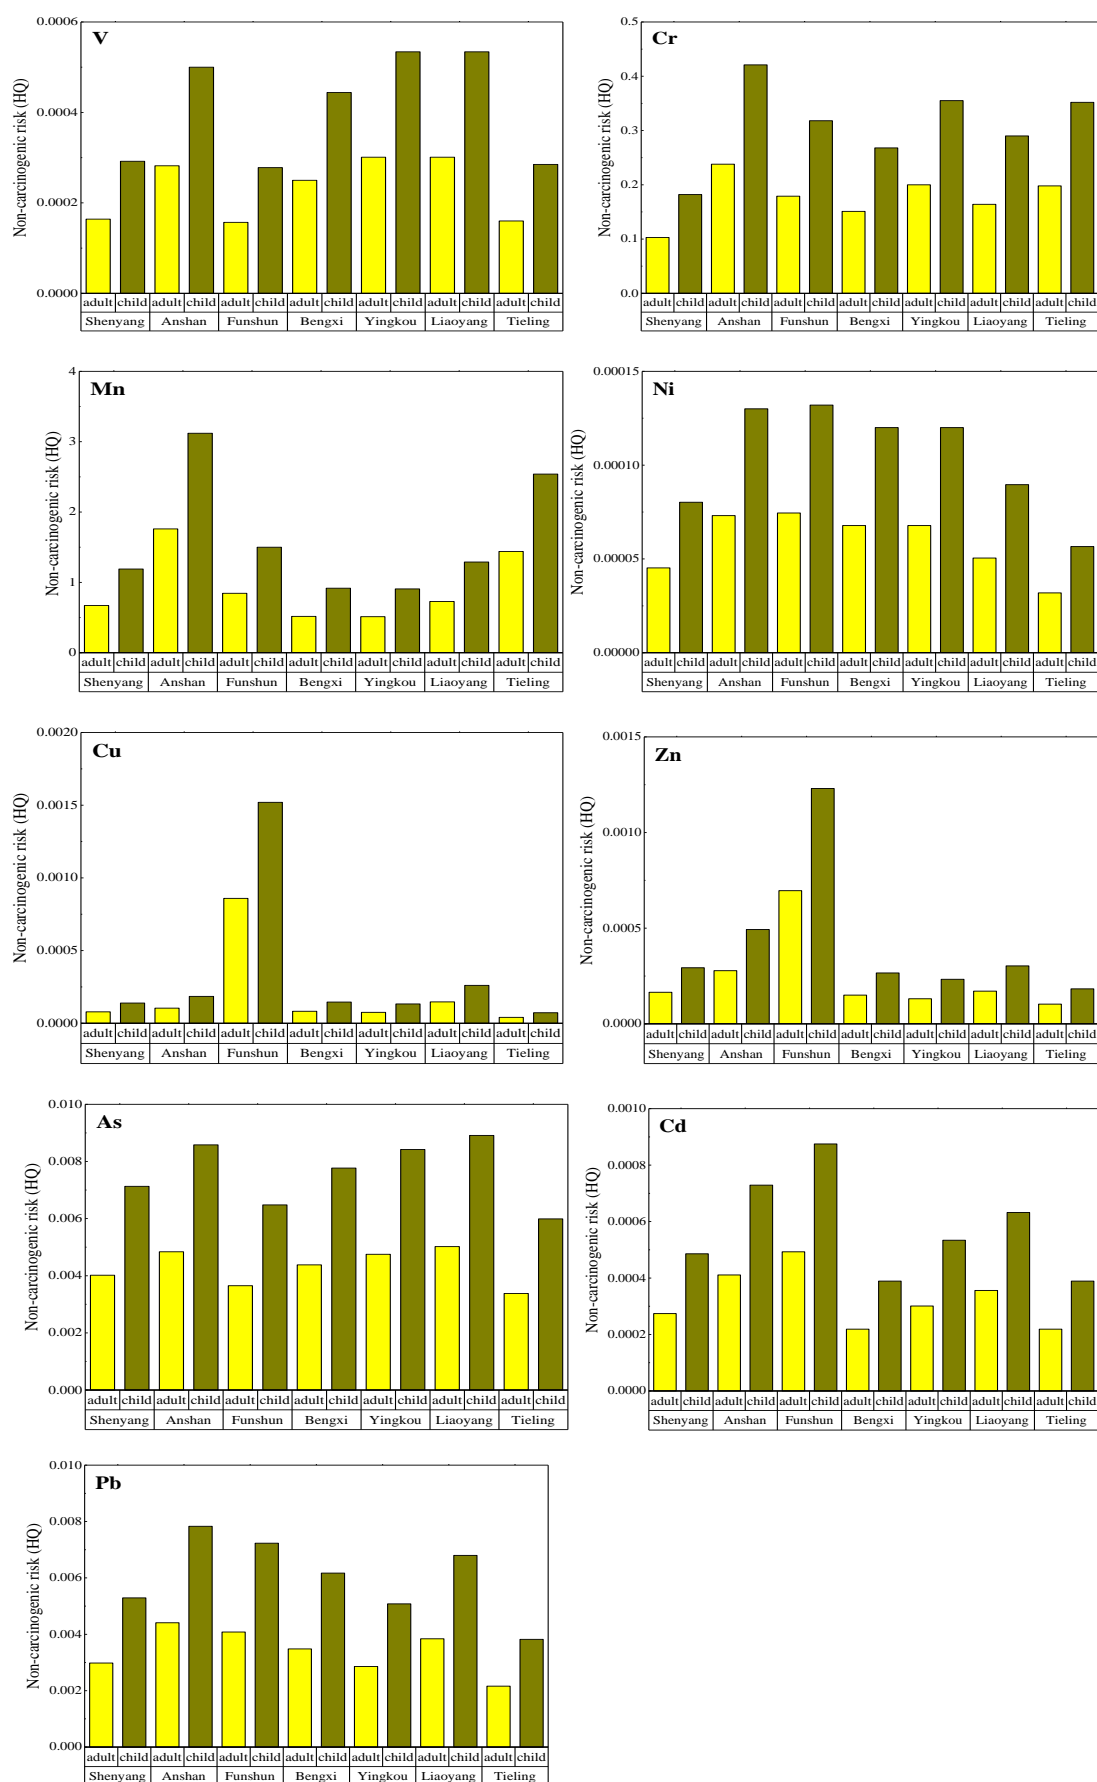 V
Non-carcinogenic risk (HQ)
0.0006
0.0004
0.0002
0.0000
adult child adult child adult child adult child adult child adult child adult child
Shenyang Anshan Funshun Bengxi Yingkou Liaoyang Tieling
Cr
Non-carcinogenic risk (HQ)
0.5
0.4
0.3
0.2
0.1
0.0
adult child adult child adult child adult child adult child adult child adult child
Shenyang Anshan Funshun Bengxi Yingkou Liaoyang Tieling
Mn
Non-carcinogenic risk (HQ)
4
3
2
1
0
adult child adult child adult child adult child adult child adult child adult child
Shenyang Anshan Funshun Bengxi Yingkou Liaoyang Tieling
Ni
Non-carcinogenic risk (HQ)
0.00015
0.00010
0.00005
0.00000
adult child adult child adult child adult child adult child adult child adult child
Shenyang Anshan Funshun Bengxi Yingkou Liaoyang Tieling
Cu
Non-carcinogenic risk (HQ)
0.0020
0.0015
0.0010
0.0005
0.0000
adult child adult child adult child adult child adult child adult child adult child
Shenyang Anshan Funshun Bengxi Yingkou Liaoyang Tieling
Zn
Non-carcinogenic risk (HQ)
0.0015
0.0010
0.0005
0.0000
adult child adult child adult child adult child adult child adult child adult child
Shenyang Anshan Funshun Bengxi Yingkou Liaoyang Tieling
As
Non-carcinogenic risk (HQ)
0.010
0.008
0.006
0.004
0.002
0.000
adult child adult child adult child adult child adult child adult child adult child
Shenyang Anshan Funshun Bengxi Yingkou Liaoyang Tieling
Cd
Non-carcinogenic risk (HQ)
0.0010
0.0008
0.0006
0.0004
0.0002
0.0000
adult child adult child adult child adult child adult child adult child adult child
Shenyang Anshan Funshun Bengxi Yingkou Liaoyang Tieling
Pb
Non-carcinogenic risk (HQ)
0.010
0.008
0.006
0.004
0.002
0.000
adult child adult child adult child adult child adult child adult child adult child
Shenyang Anshan Funshun Bengxi Yingkou Liaoyang Tieling